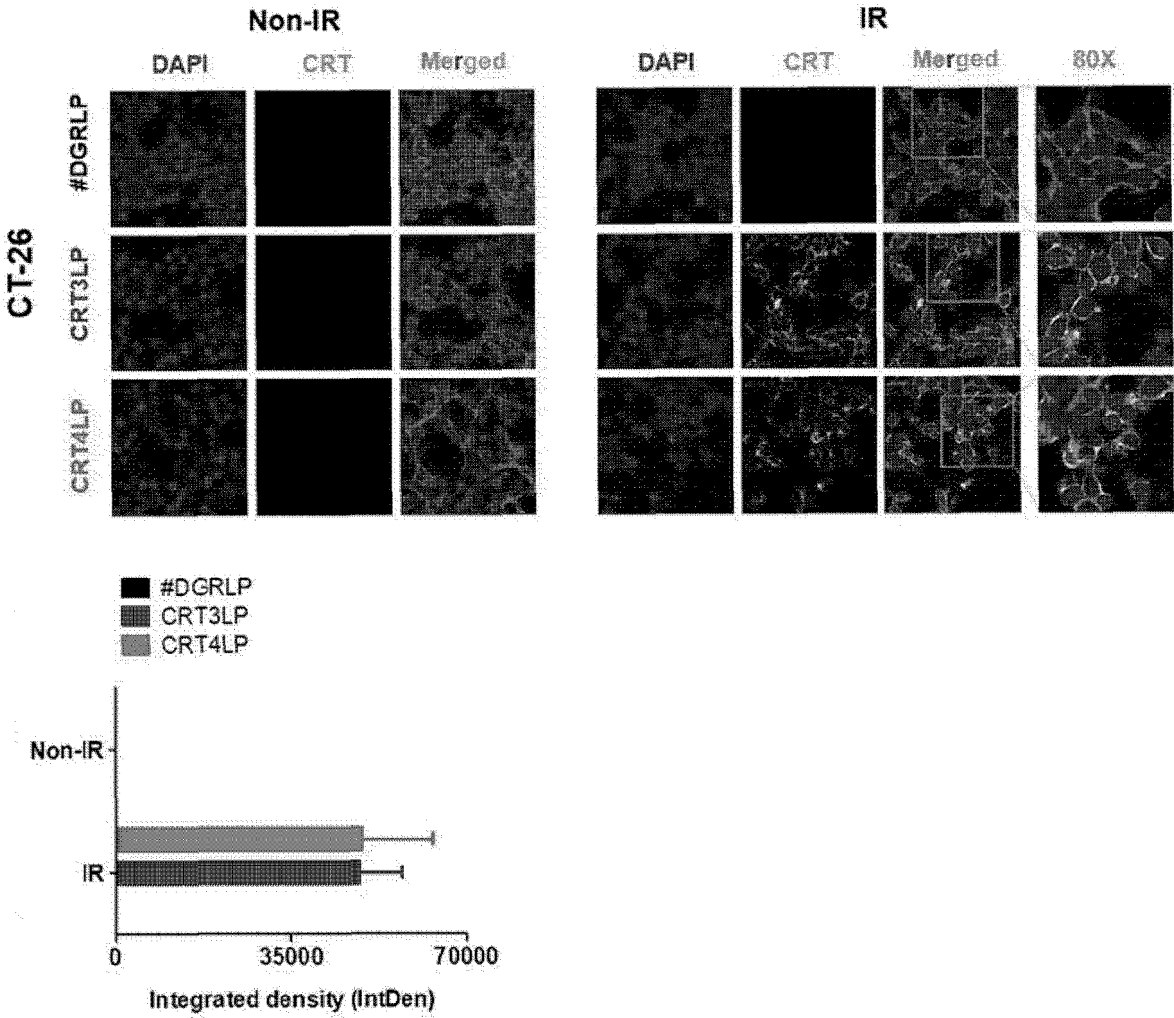 Non-IR
IR
DAPI CRT Merged
DAPI CRT Merged 80X
CT-26
#DGRLP
CRT3LP
CRT4LP
#DGRLP
CRT3LP
CRT4LP
Non-IR
IR
0 35000 70000
Integrated density (IntDen)